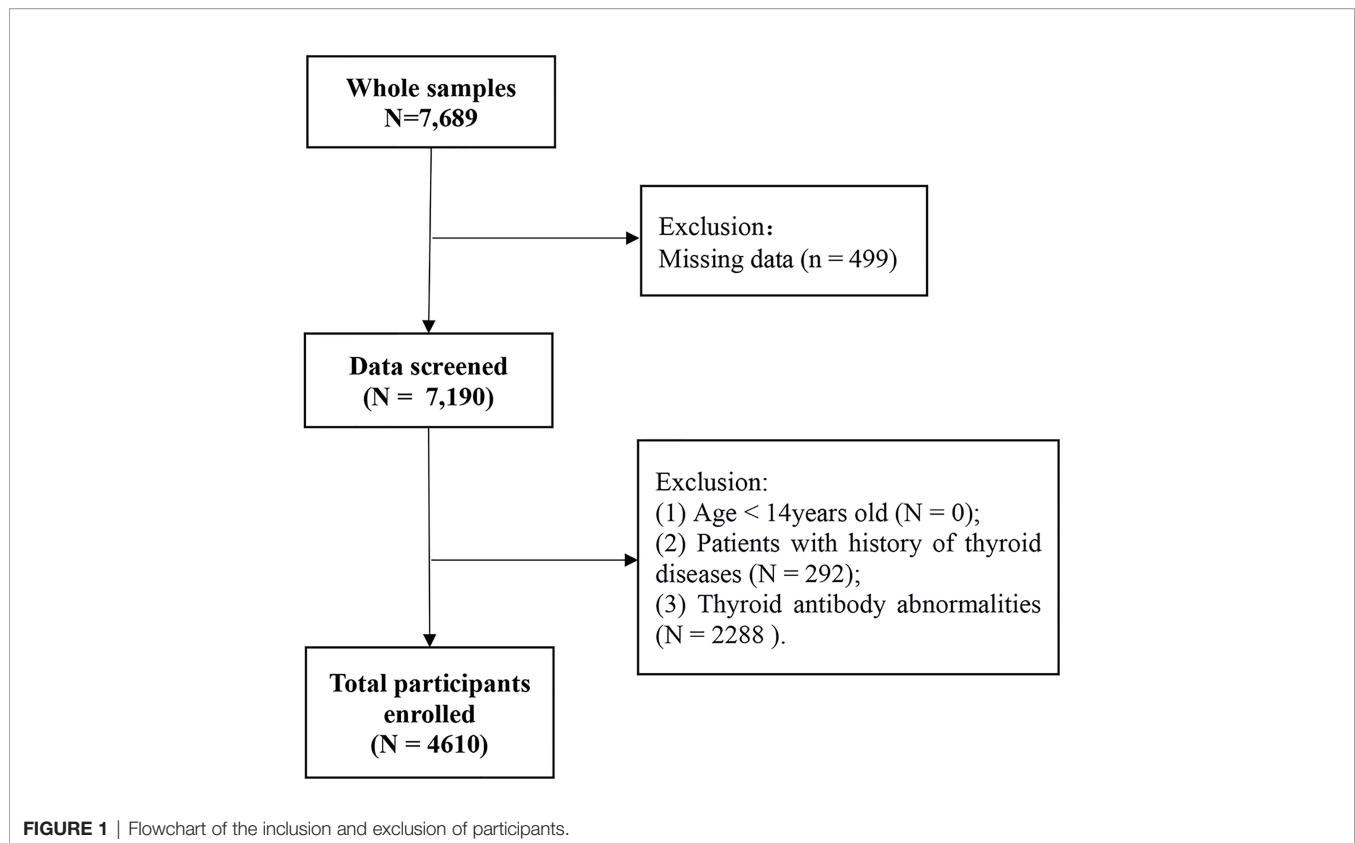 Whole samples
N=7,689
Exclusion：
Missing data (n = 499)
Data screened
(N =  7,190)
Exclusion:
(1) Age < 14years old (N = 0);
(2) Patients with history of thyroid
diseases (N = 292);
(3) Thyroid antibody abnormalities
(N = 2288 ).
Total participants
enrolled
(N = 4610)
FIGURE 1 | Flowchart of the inclusion and exclusion of participants.